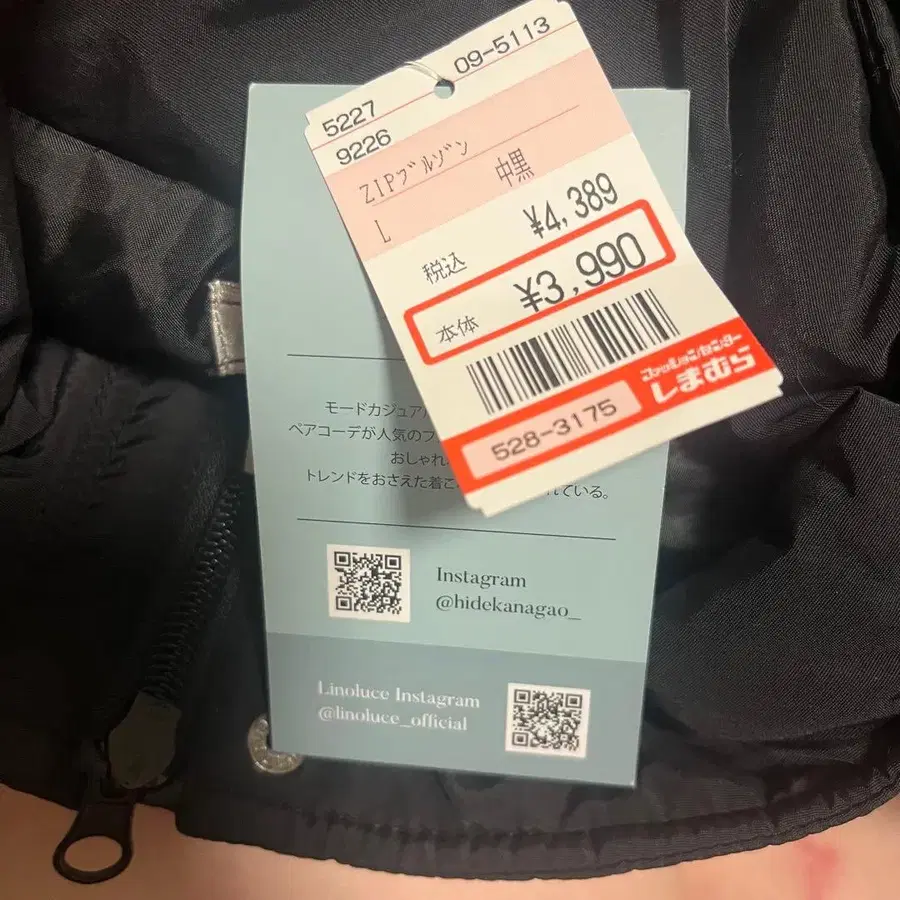 09-5113
5227
9226
ZIPブルゾン
L 中黒
¥4,389
税込
¥3,990
本体
ファッションセンター
しまむら
528-3175
モードカジュア
ペアコーデが人気のフ
おしゃれ
トレンドをおさえた着こ
ている。
Instagram
@hidekanagao_
Linoluce Instagram
@linoluce_official